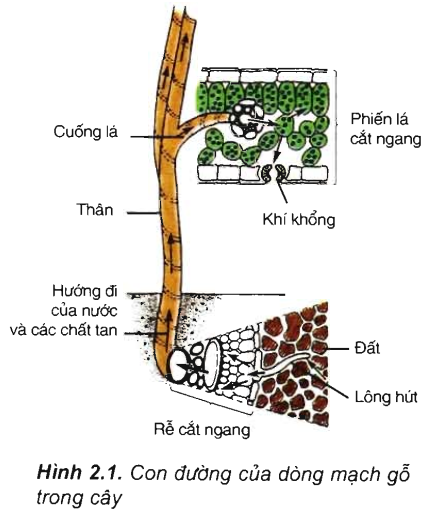 Cuống lá
Phiến lá
cắt ngang
Khí khổng
Thân
Hướng đi
của nước
và các chất tan
Đất
Lông hút
Rễ cắt ngang
Hình 2.1. Con đường của dòng mạch gỗ
trong cây